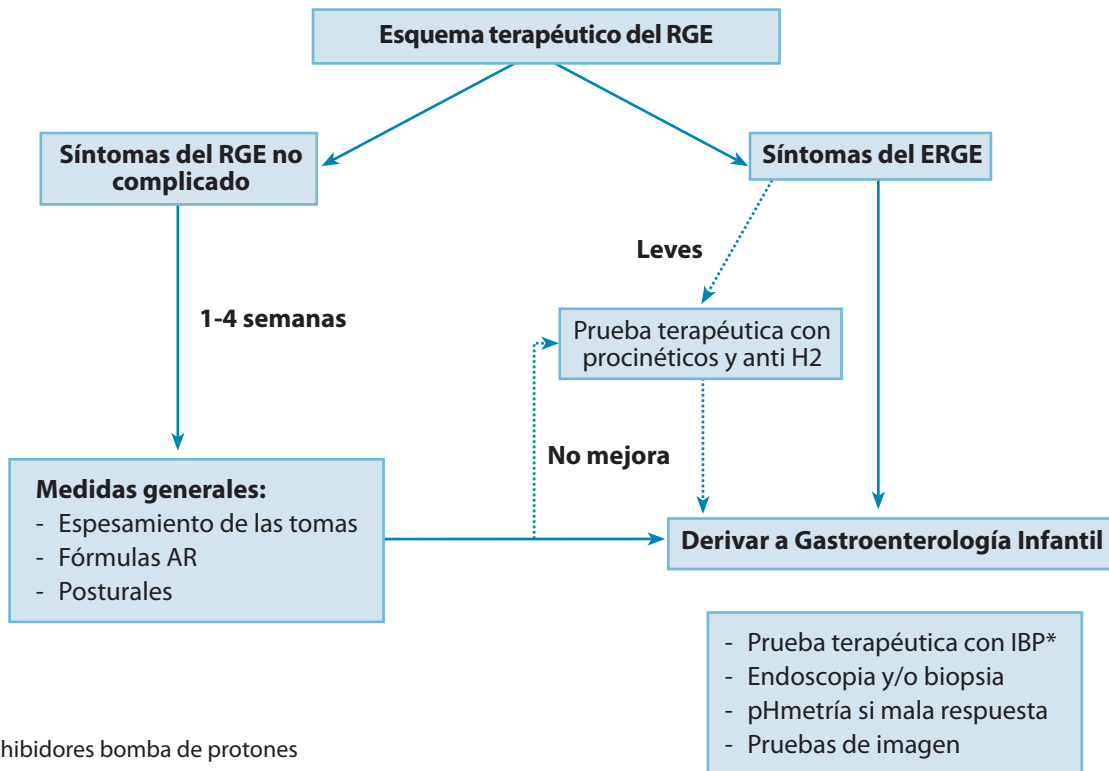 Esquema terapéutico del RGE
Síntomas del RGE no
complicado
Síntomas del ERGE
Leves
1-4 semanas
Prueba terapéutica con
procinéticos y anti H2
No mejora
Medidas generales:
- Espesamiento de las tomas
- Fórmulas AR
- Posturales
Derivar a Gastroenterología Infantil
- Prueba terapéutica con IBP*
- Endoscopia y/o biopsia
- pHmetría si mala respuesta
- Pruebas de imagen
hibidores bomba de protones